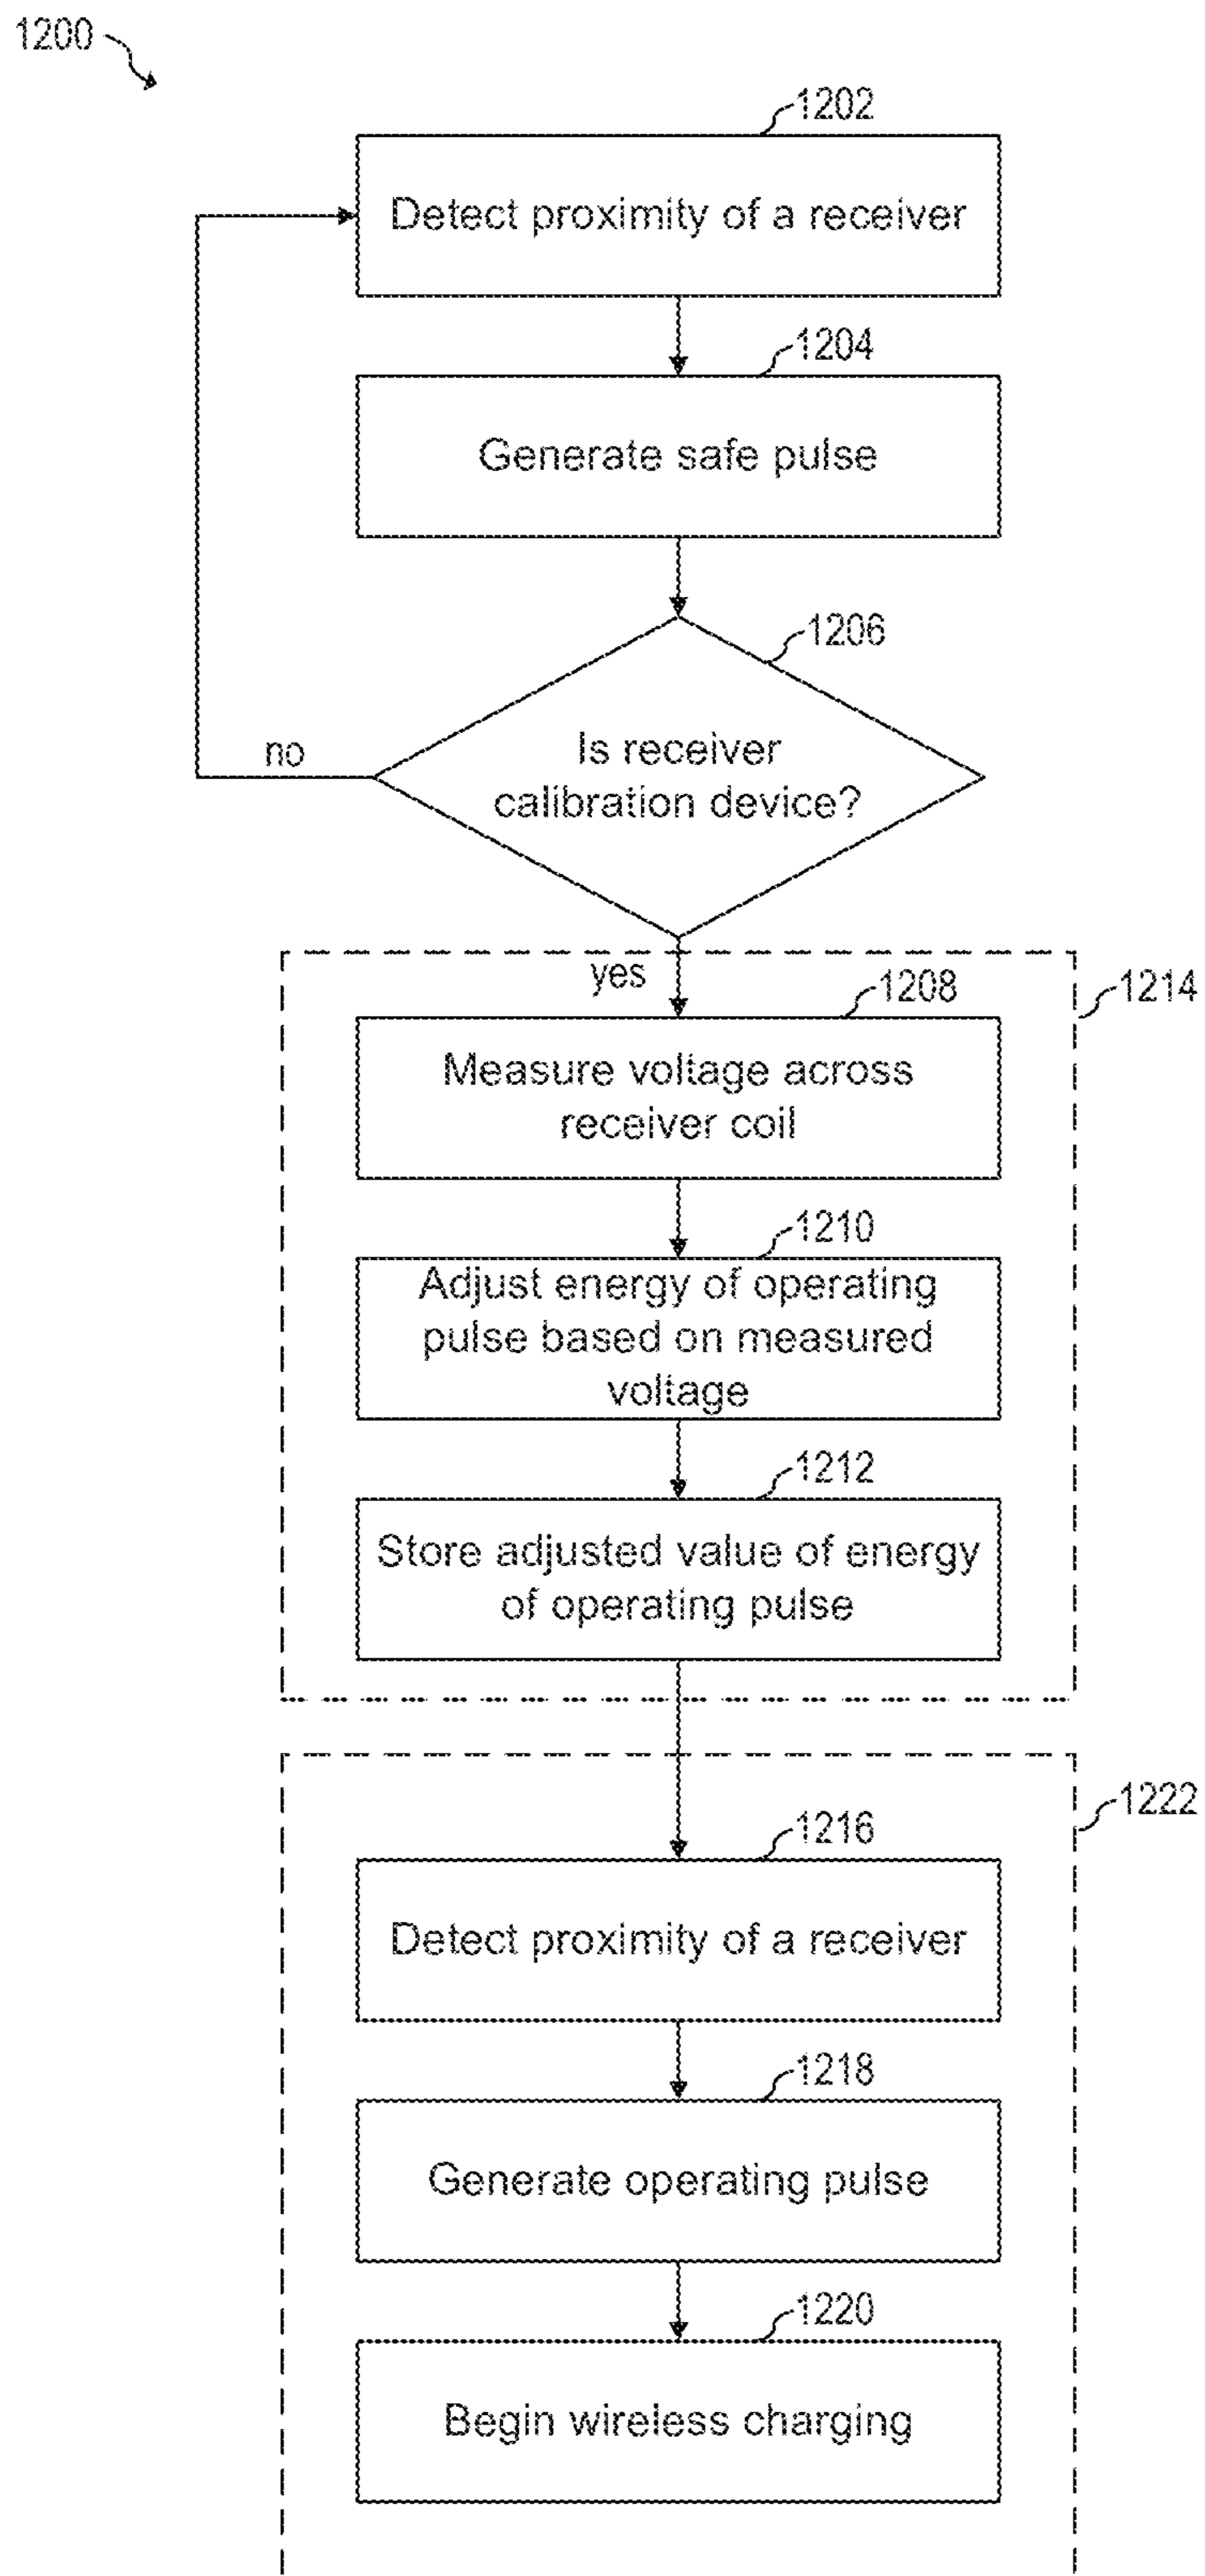 1200
1202
Detect proximity of a receiver
1204
Generate safe pulse
1206
Is receiver
calibration device?
no
yes
1208
1214
Measure voltage across
receiver coil
1210
Adjust energy of operating
pulse based on measured
voltage
1212
Store adjusted value of energy
of operating pulse
1222
1216
Detect proximity of a receiver
1218
Generate operating pulse
1220
Begin wireless charging